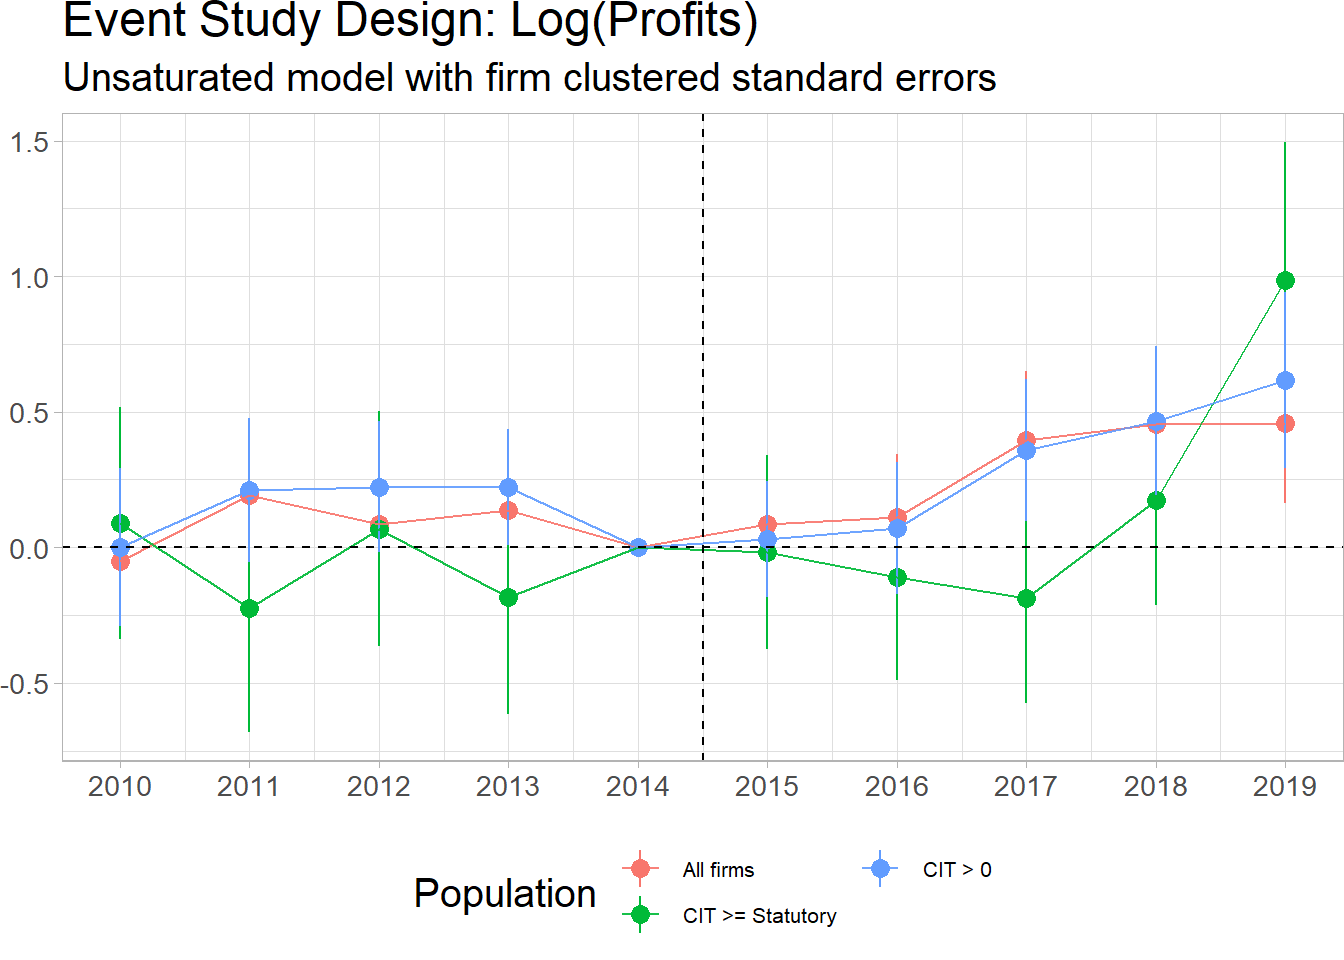 Event Study Design: Log(Profits)
Unsaturated model with firm clustered standard errors
1.5
1.0
0.5
0.0
-0.5
2010 2011 2012 2013 2014 2015 2016 2017 2018 2019
Population
All firms
CIT >= Statutory
CIT > 0